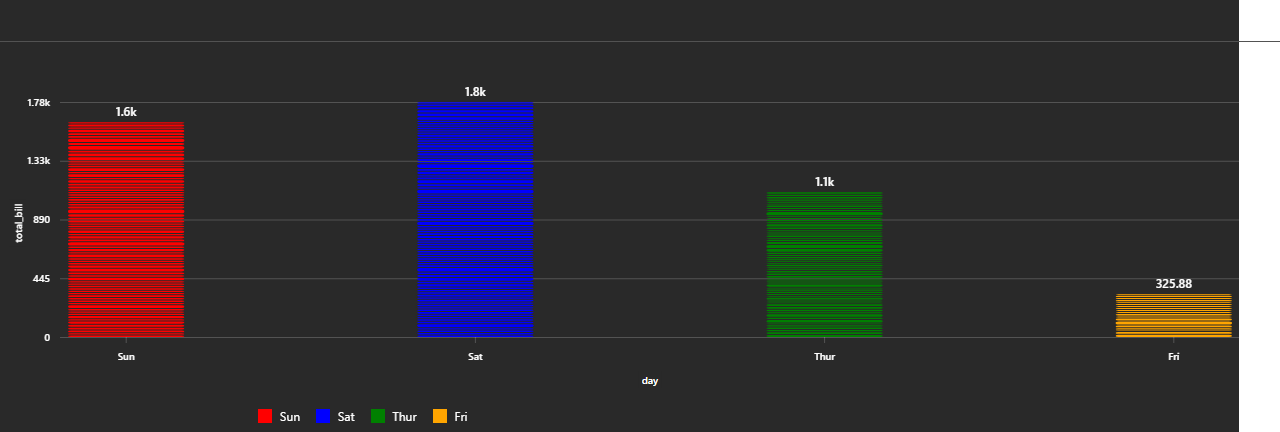 1.78k
1.33k
890
445
0
total_bill
1.6k
1.8k
1.1k
325.88
Sun Sat Thur Fri
day
Sun Sat Thur Fri